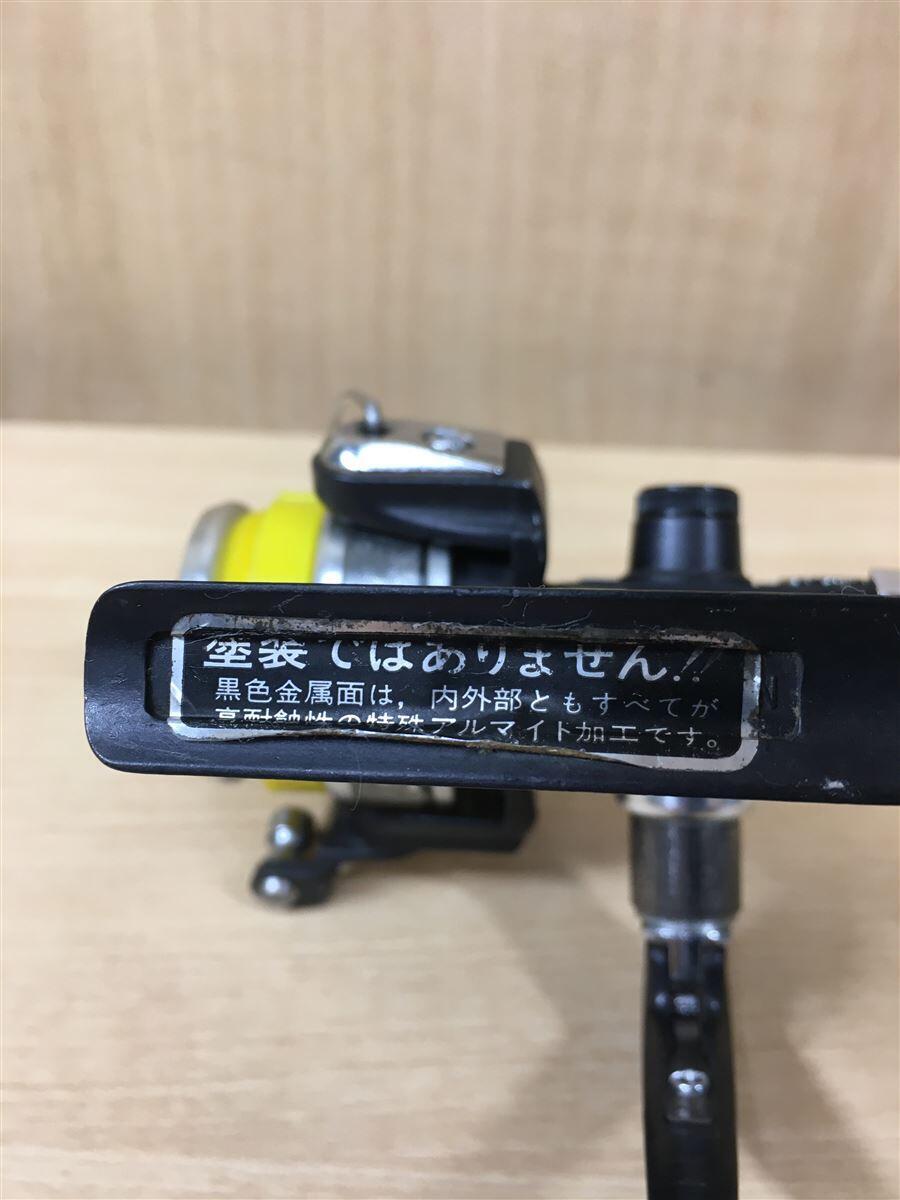 塗装ではありません!!
黒色金属面は，内外部ともすべてが
高耐蝕性の特殊アルマイト加工です。